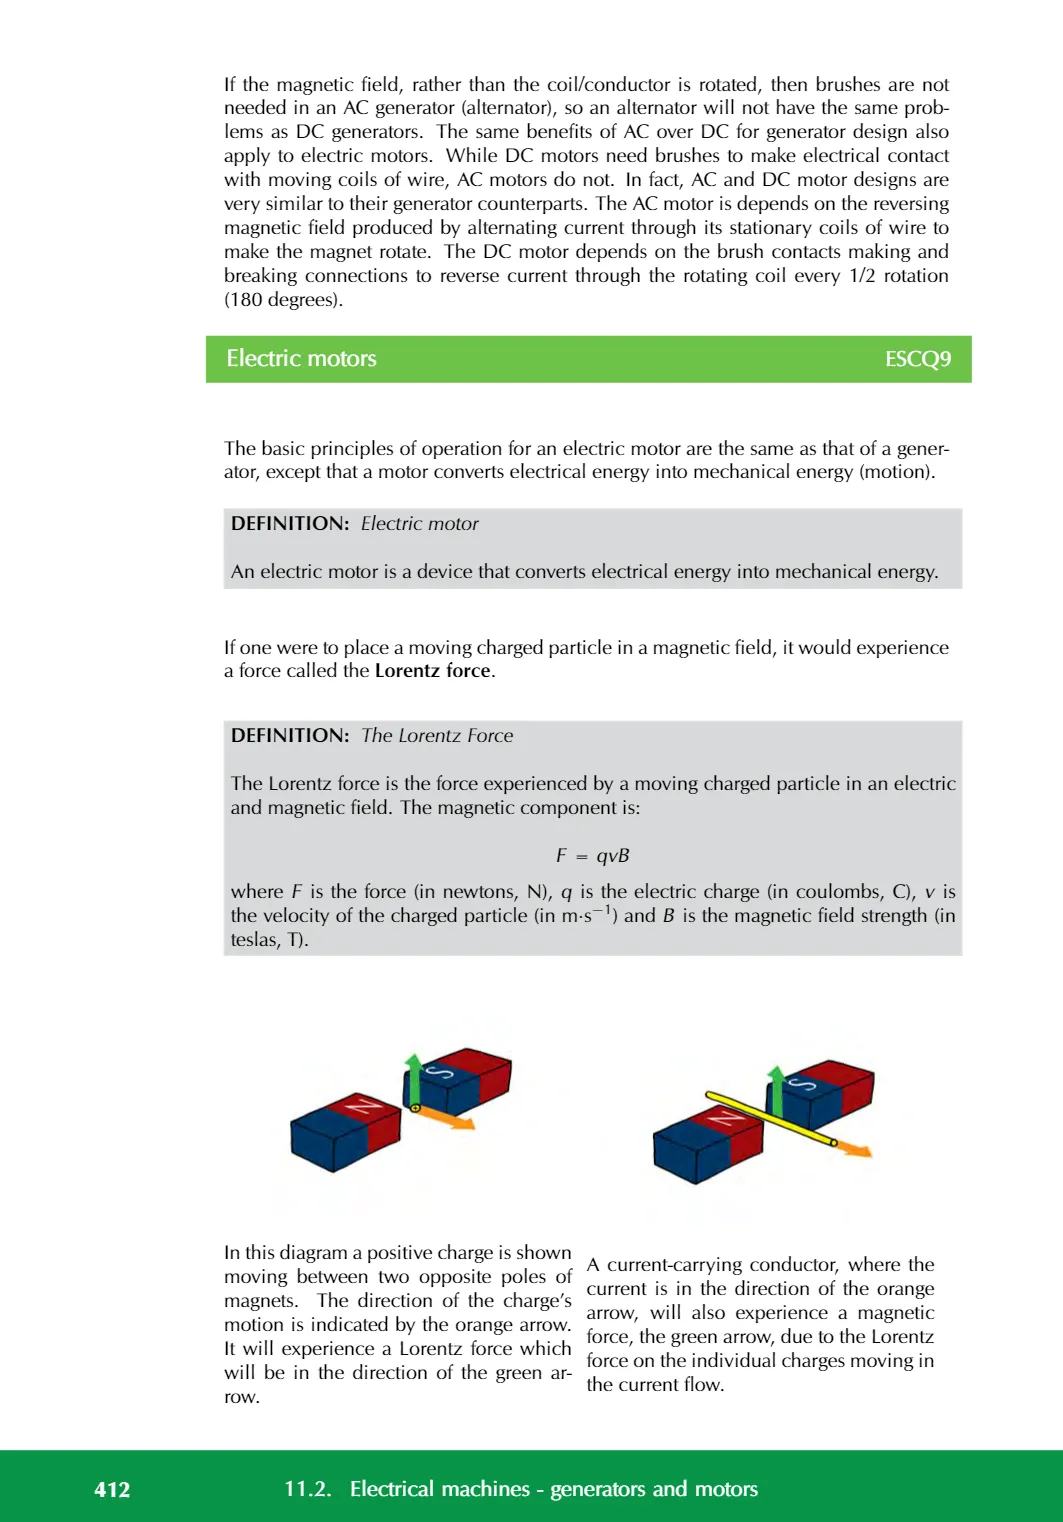 If the magnetic field, rather than the coil/conductor is rotated, then brushes are not
needed in an AC generator (alternator), so an alternator will not have the same prob-
lems as DC generators. The same benefits of AC over DC for generator design also
apply to electric motors. While DC motors need brushes to make electrical contact
with moving coils of wire, AC motors do not. In fact, AC and DC motor designs are
very similar to their generator counterparts. The AC motor is depends on the reversing
magnetic field produced by alternating current through its stationary coils of wire to
make the magnet rotate. The DC motor depends on the brush contacts making and
breaking connections to reverse current through the rotating coil every 1/2 rotation
(180 degrees).
Electric motors ESCQ9
The basic principles of operation for an electric motor are the same as that of a gener-
ator, except that a motor converts electrical energy into mechanical energy (motion).
DEFINITION: Electric motor
An electric motor is a device that converts electrical energy into mechanical energy.
If one were to place a moving charged particle in a magnetic field, it would experience
a force called the Lorentz force.
DEFINITION: The Lorentz Force
The Lorentz force is the force experienced by a moving charged particle in an electric
and magnetic field. The magnetic component is:
F = qvB
where F is the force (in newtons, N), q is the electric charge (in coulombs, C), v is
the velocity of the charged particle (in m·s⁻¹) and B is the magnetic field strength (in
teslas, T).
S
N
+
S
N
In this diagram a positive charge is shown
moving between two opposite poles of
magnets. The direction of the charge's
motion is indicated by the orange arrow.
It will experience a Lorentz force which
will be in the direction of the green ar-
row.
A current-carrying conductor, where the
current is in the direction of the orange
arrow, will also experience a magnetic
force, the green arrow, due to the Lorentz
force on the individual charges moving in
the current flow.
412 11.2. Electrical machines - generators and motors